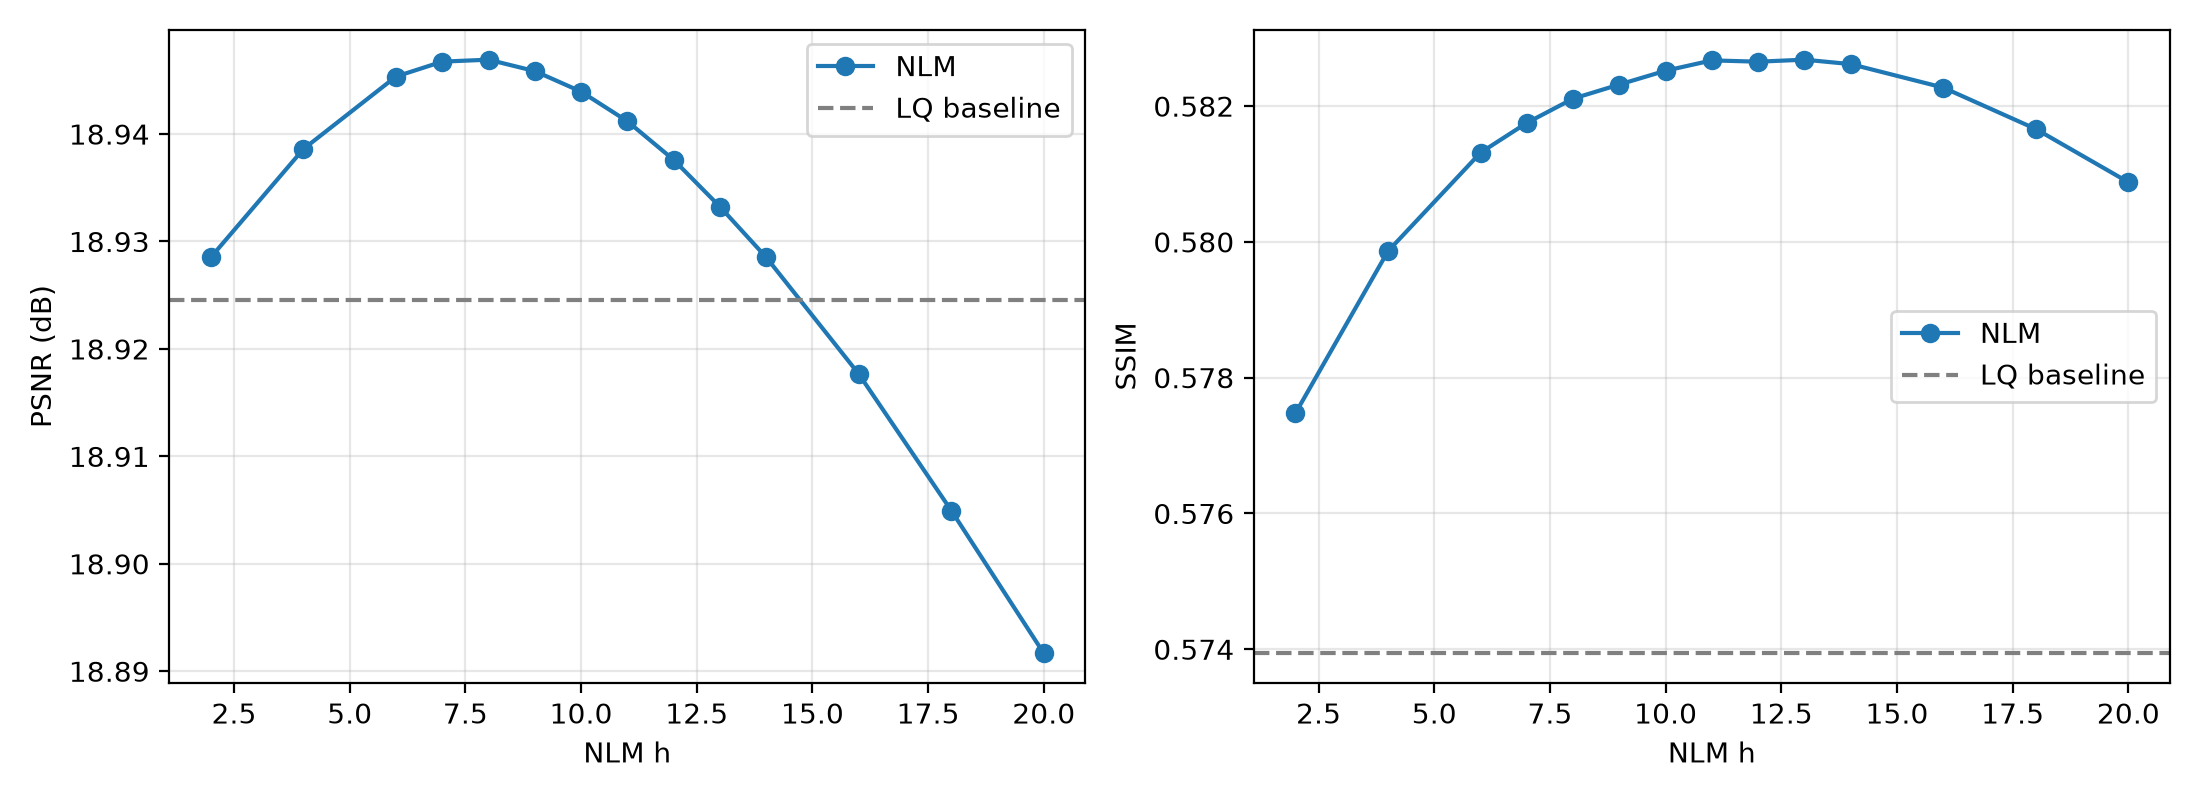 PSNR (dB)
18.94
18.93
18.92
18.91
18.90
18.89
2.5 5.0 7.5 10.0 12.5 15.0 17.5 20.0
NLM h
NLM
LQ baseline
SSIM
0.582
0.580
0.578
0.576
0.574
2.5 5.0 7.5 10.0 12.5 15.0 17.5 20.0
NLM h
NLM
LQ baseline